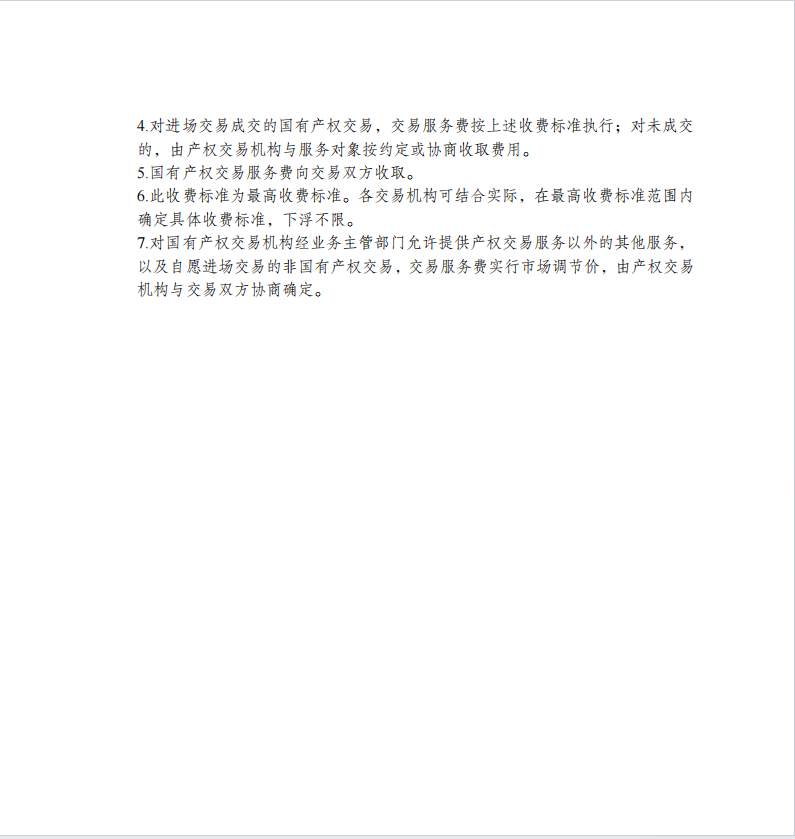 4.对进场交易成交的国有产权交易，交易服务费按上述收费标准执行；对未成交
的，由产权交易机构与服务对象按约定或协商收取费用。
5.国有产权交易服务费向交易双方收取。
6.此收费标准为最高收费标准。各交易机构可结合实际，在最高收费标准范围内
确定具体收费标准，下浮不限。
7.对国有产权交易机构经业务主管部门允许提供产权交易服务以外的其他服务，
以及自愿进场交易的非国有产权交易，交易服务费实行市场调节价，由产权交易
机构与交易双方协商确定。